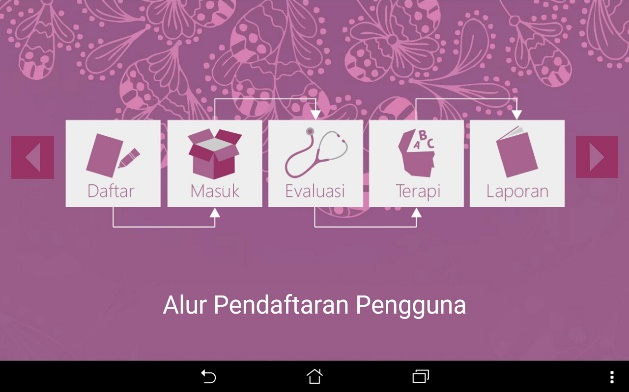 Daftar
Masuk
Evaluasi
Terapi
Laporan
A B C
Alur Pendaftaran Pengguna